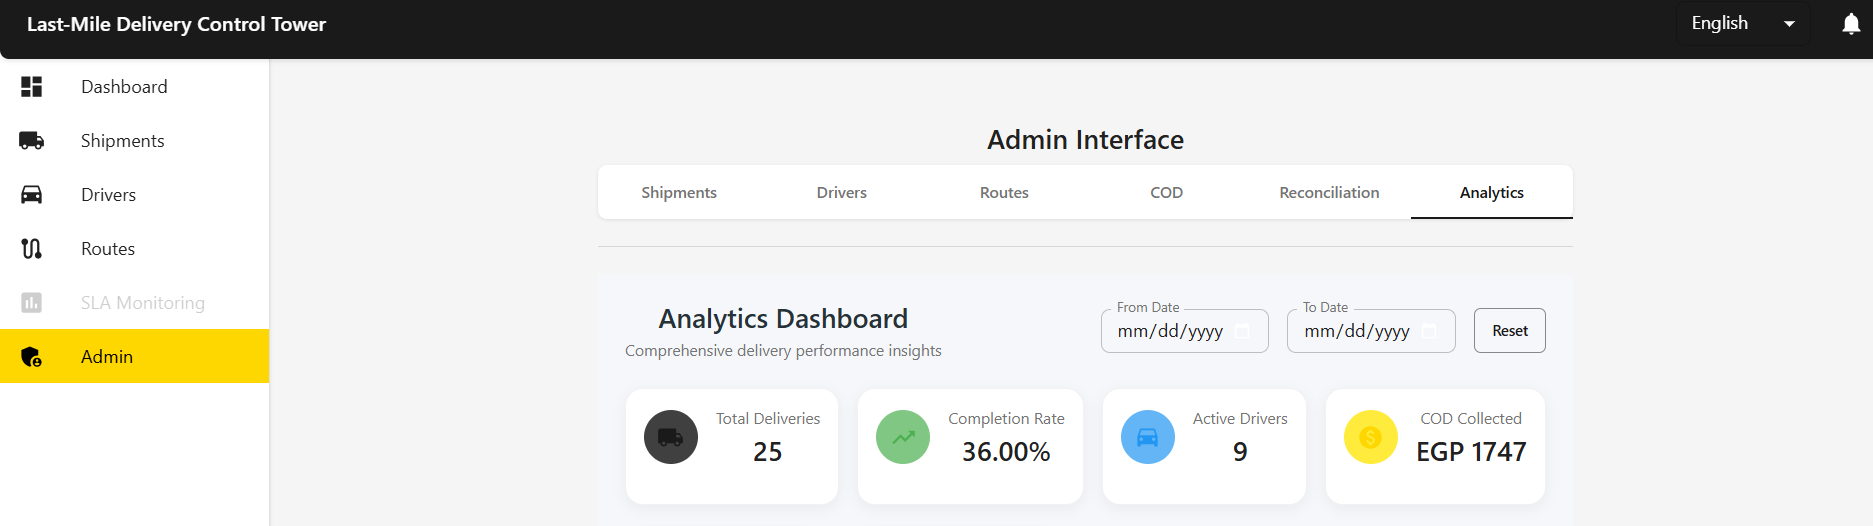 Last-Mile Delivery Control Tower
English
Dashboard
Shipments
Drivers
Routes
SLA Monitoring
Admin
Admin Interface
Shipments
Drivers
Routes
COD
Reconciliation
Analytics
Analytics Dashboard
Comprehensive delivery performance insights
From Date
mm/dd/yyyy
To Date
mm/dd/yyyy
Reset
Total Deliveries
25
Completion Rate
36.00%
Active Drivers
9
COD Collected
EGP 1747